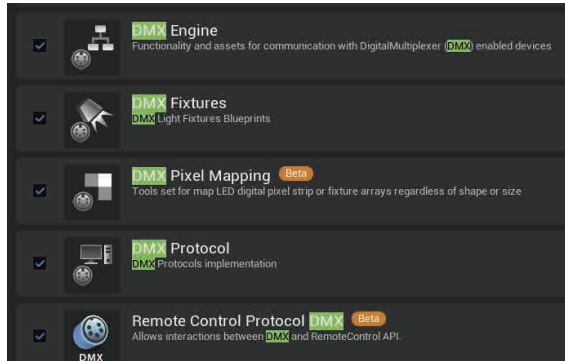 DMX Engine
Functionality and assets for communication with DigitalMultiplexer (DMX) enabled devices
DMX Fixtures
DMX Light Fixtures Blueprints
DMX Pixel Mapping Beta
Tools set for map LED digital pixel strip or fixture arrays regardless of shape or size
DMX Protocol
DMX Protocols implementation
Remote Control Protocol DMX Beta
Allows interactions between DMX and RemoteControl API.
DMX